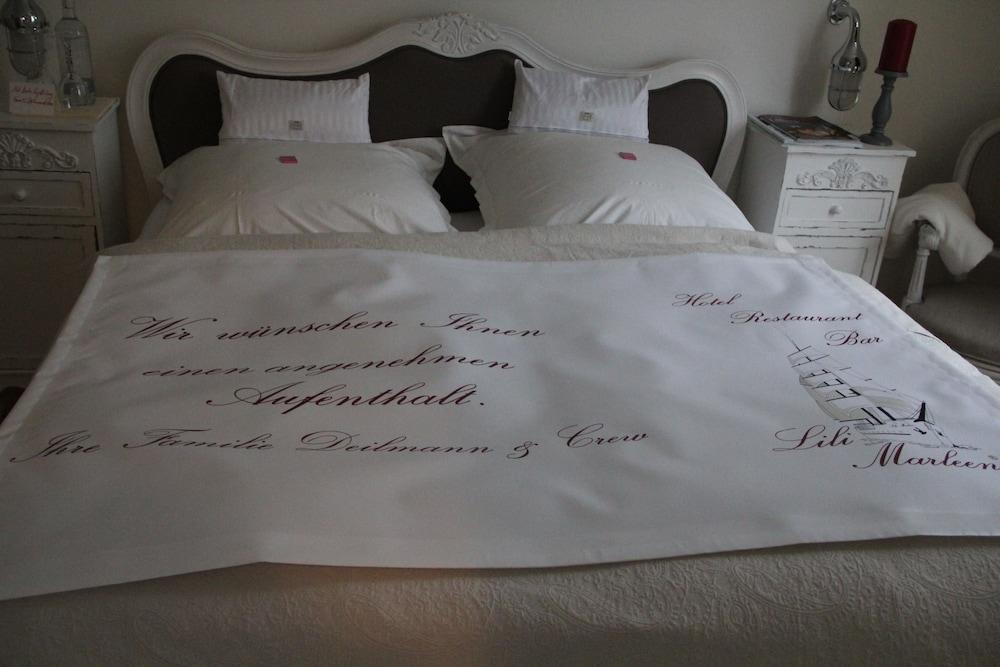 Wir wünschen Ihnen
einen angenehmen
Aufenthalt.
Ihre Familie Deilmann & Crew
Hotel
Restaurant
Bar
Lili
Marleen